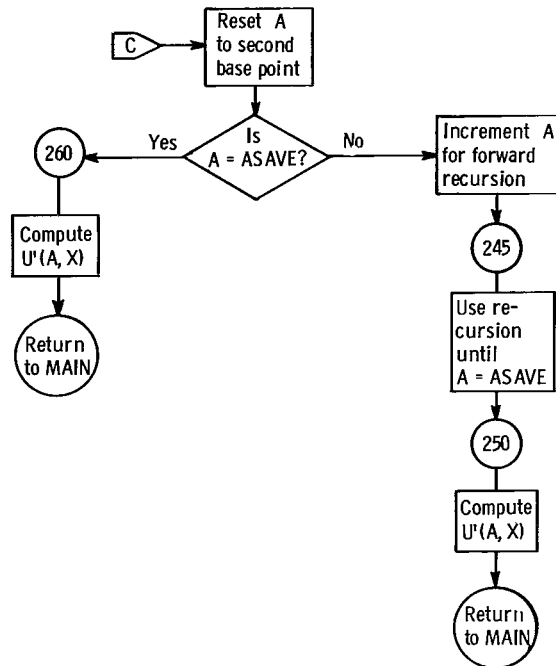 C
Reset A
to second
base point
Is
A = ASAVE?
Yes
No
260
Compute
U'(A, X)
Return
to MAIN
Increment A
for forward
recursion
245
Use re-
cursion
until
A = ASAVE
250
Compute
U'(A, X)
Return
to MAIN